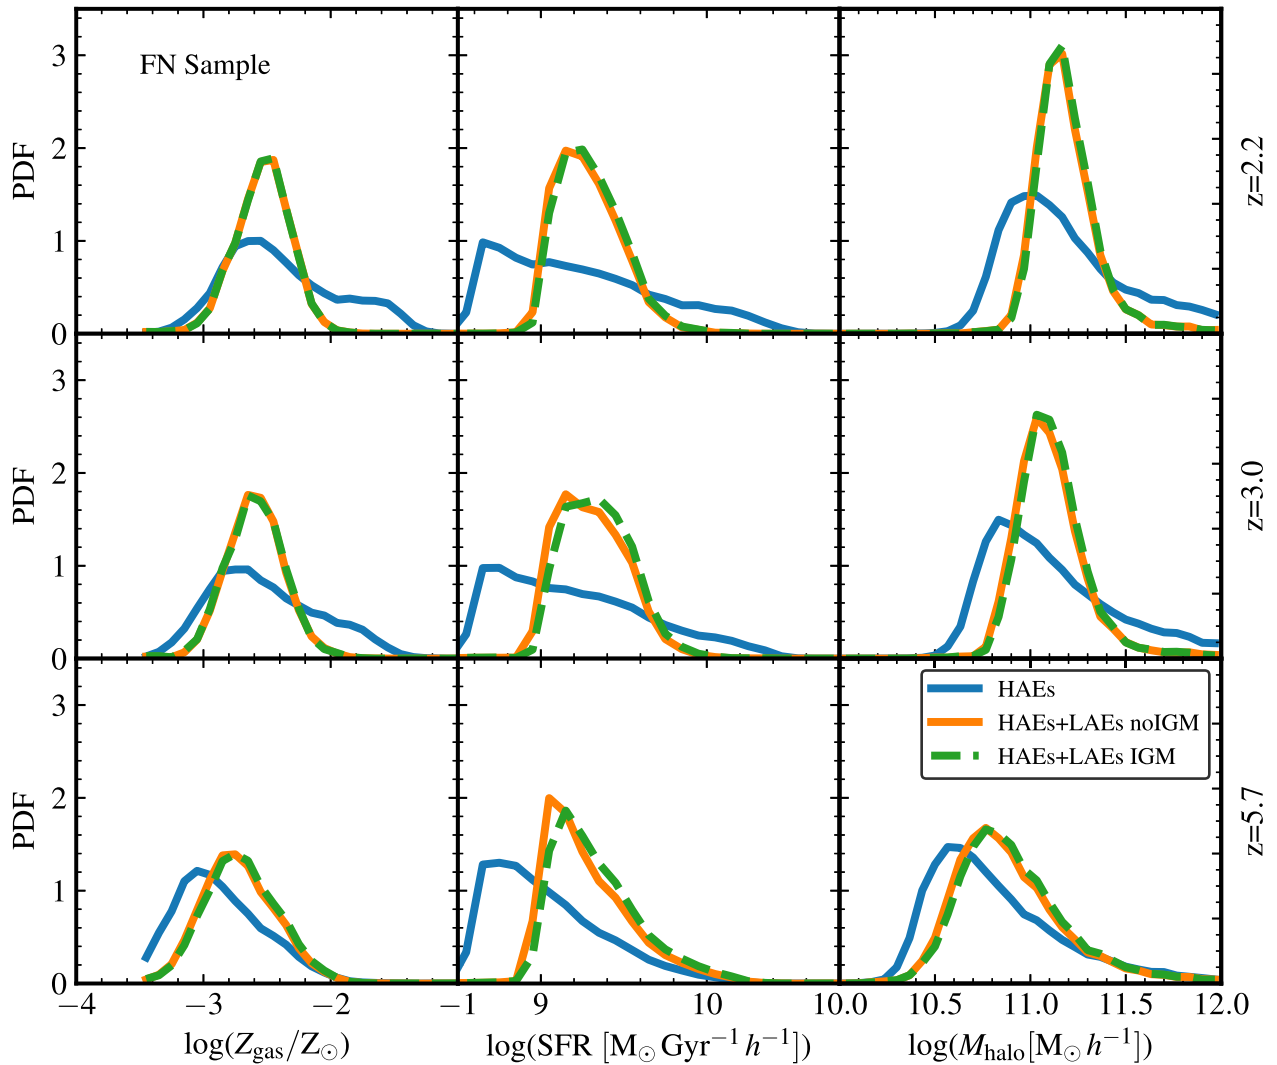 FN Sample
PDF
0
1
2
3
z=2.2
PDF
0
1
2
3
z=3.0
PDF
0
1
2
3
z=5.7
HAEs
HAEs+LAEs noIGM
HAEs+LAEs IGM
−4 −3 −2 −1 9 10 10.0 10.5 11.0 11.5 12.0
log(Z_gas/Z_⊙) log(SFR [M_⊙ Gyr⁻¹ h⁻¹]) log(M_halo[M_⊙ h⁻¹])